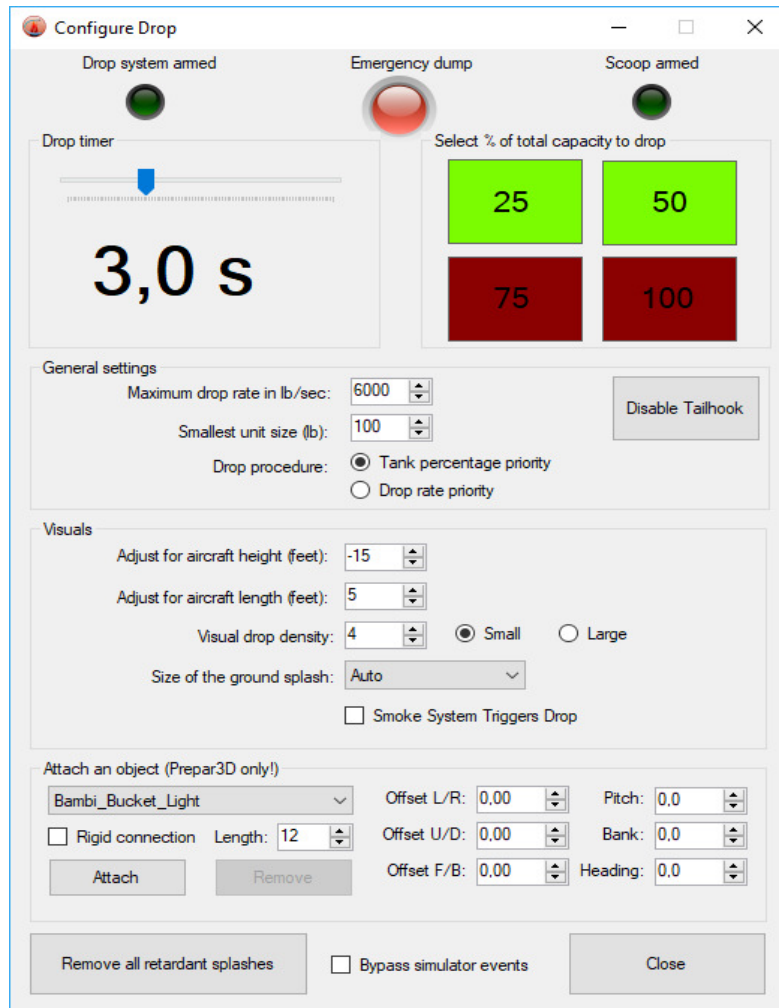 Configure Drop
Drop system armed Emergency dump Scoop armed
Drop timer
3,0 s
Select % of total capacity to drop
25 50
75 100
General settings
Maximum drop rate in lb/sec: 6000
Smallest unit size (lb): 100
Drop procedure: Tank percentage priority
Drop rate priority
Disable Tailhook
Visuals
Adjust for aircraft height (feet): -15
Adjust for aircraft length (feet): 5
Visual drop density: 4 Small Large
Size of the ground splash: Auto
Smoke System Triggers Drop
Attach an object (Prepar3D only!)
Bambi_Bucket_Light Offset L/R: 0,00 Pitch: 0,0
Rigid connection Length: 12 Offset U/D: 0,00 Bank: 0,0
Attach Remove Offset F/B: 0,00 Heading: 0,0
Remove all retardant splashes Bypass simulator events Close